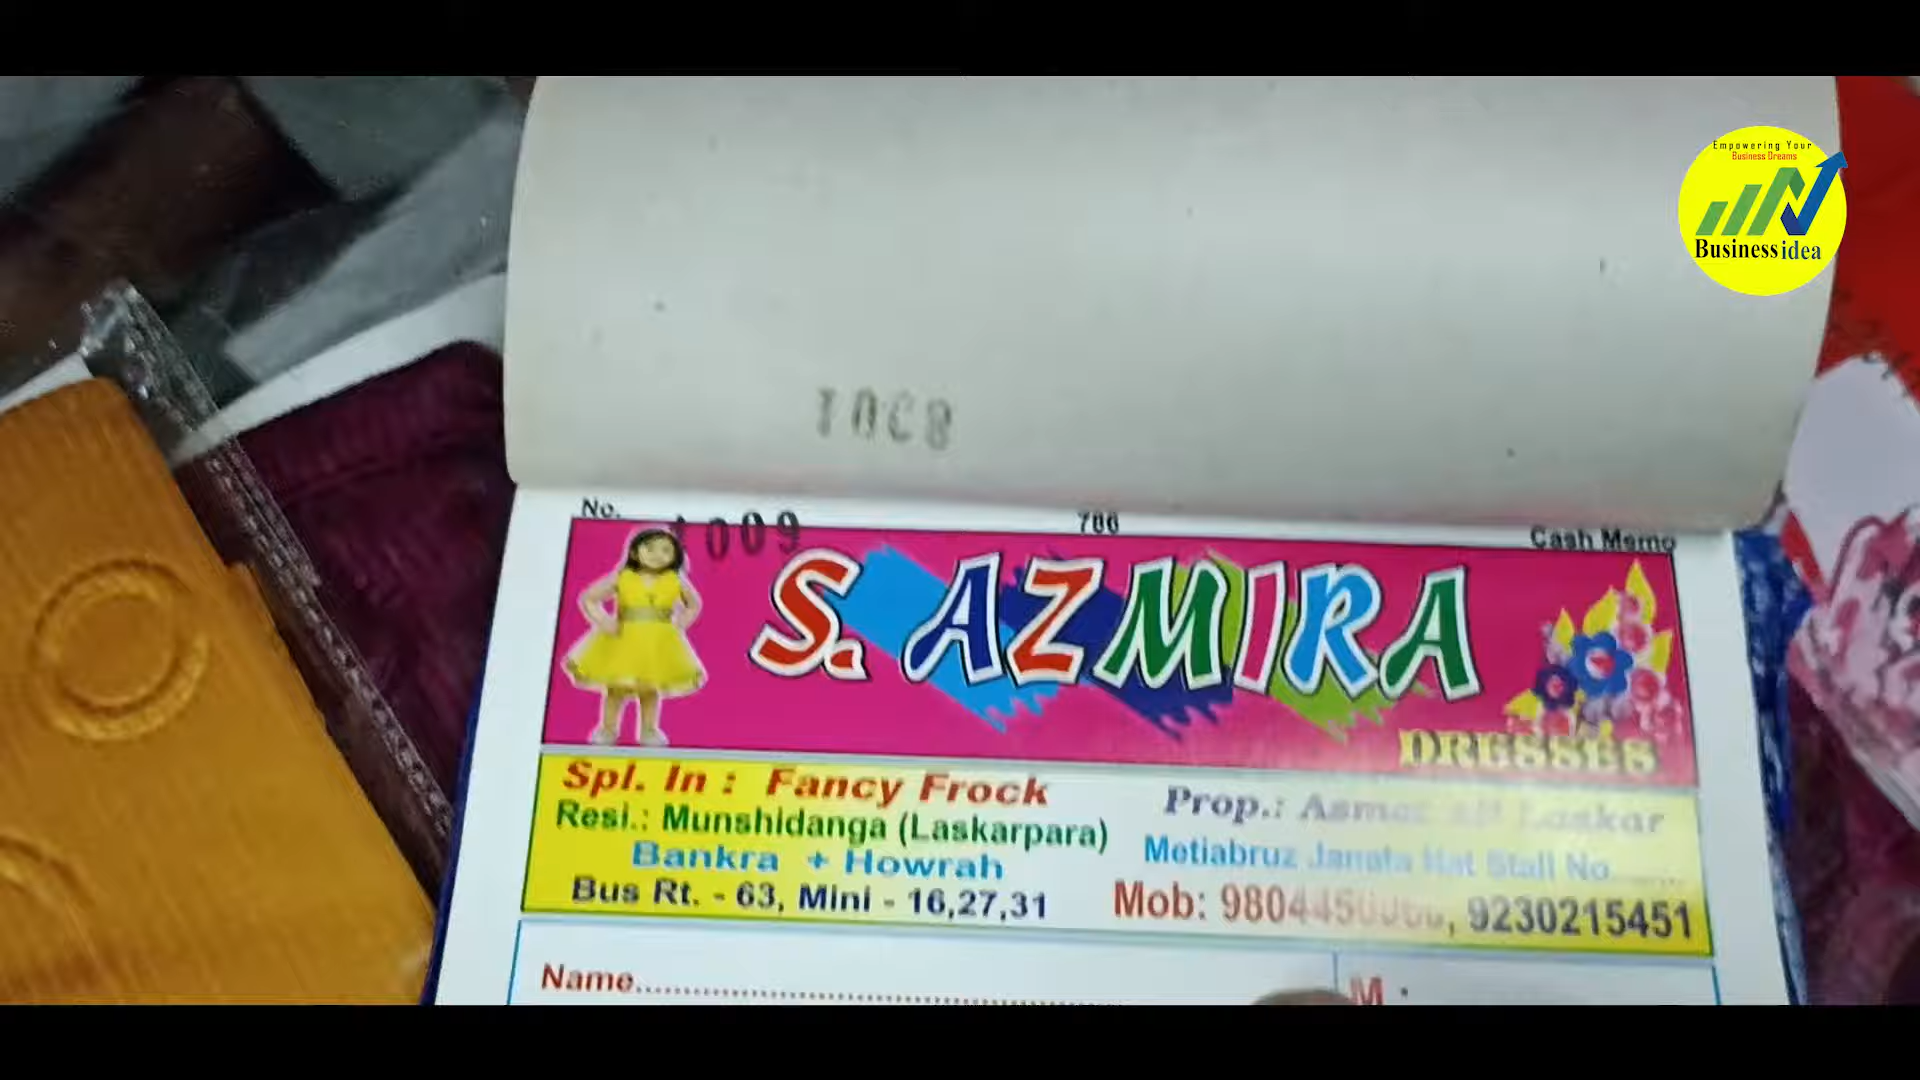 Empowering Your
Business Dreams
Business idea
No. 1009
786
Cash Memo
S. AZMIRA
DRESSES
Spl. In : Fancy Frock
Resi.: Munshidanga (Laskarpara)
Bankra + Howrah
Bus Rt. - 63, Mini - 16,27,31
Prop.: Laskar
Metiabruz Janata Hat Stall No.......
Mob: 9230215451
Name..........
M :